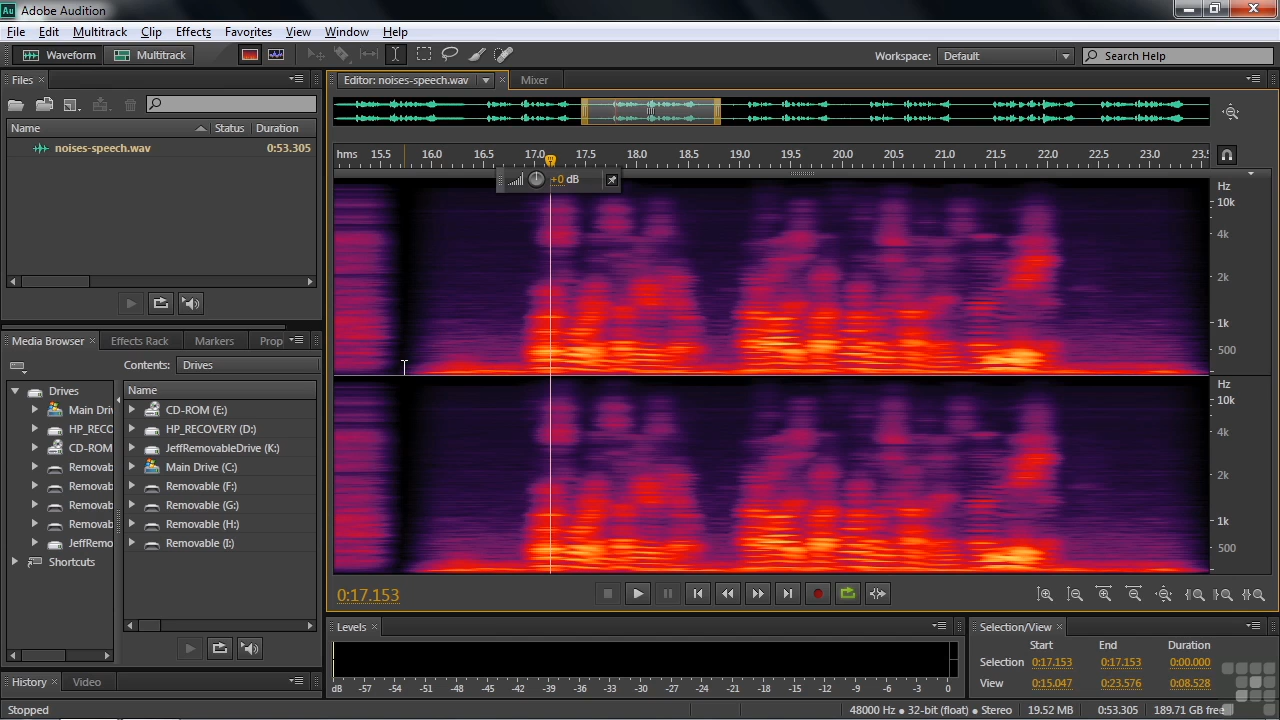 Au Adobe Audition
File Edit Multitrack Clip Effects Favorites View Window Help
Waveform Multitrack Workspace: Default Search Help
Files Editor: noises-speech.wav Mixer
Name Status Duration
noises-speech.wav 0:53.305
hms 15.5 16.0 16.5 17.0 17.5 18.0 18.5 19.0 19.5 20.0 20.5 21.0 21.5 22.0 22.5 23.0 23.5
+0 dB
Hz
10k
4k
2k
1k
500
Hz
10k
4k
2k
1k
500
Media Browser Effects Rack Markers Prop
Contents: Drives
Drives
Main Driv
HP_RECO
CD-ROM
Removab
Removab
Removab
Removab
JeffRemo
Shortcuts
Name
CD-ROM (E:)
HP_RECOVERY (D:)
JeffRemovableDrive (K:)
Main Drive (C:)
Removable (F:)
Removable (G:)
Removable (H:)
Removable (I:)
0:17.153
Levels
dB -57 -54 -51 -48 -45 -42 -39 -36 -33 -30 -27 -24 -21 -18 -15 -12 -9 -6 -3 0
Selection/View
Start End Duration
Selection 0:17.153 0:17.153 0:00.000
View 0:15.047 0:23.576 0:08.528
History Video
Stopped 48000 Hz ● 32-bit (float) ● Stereo 19.52 MB 0:53.305 189.71 GB free